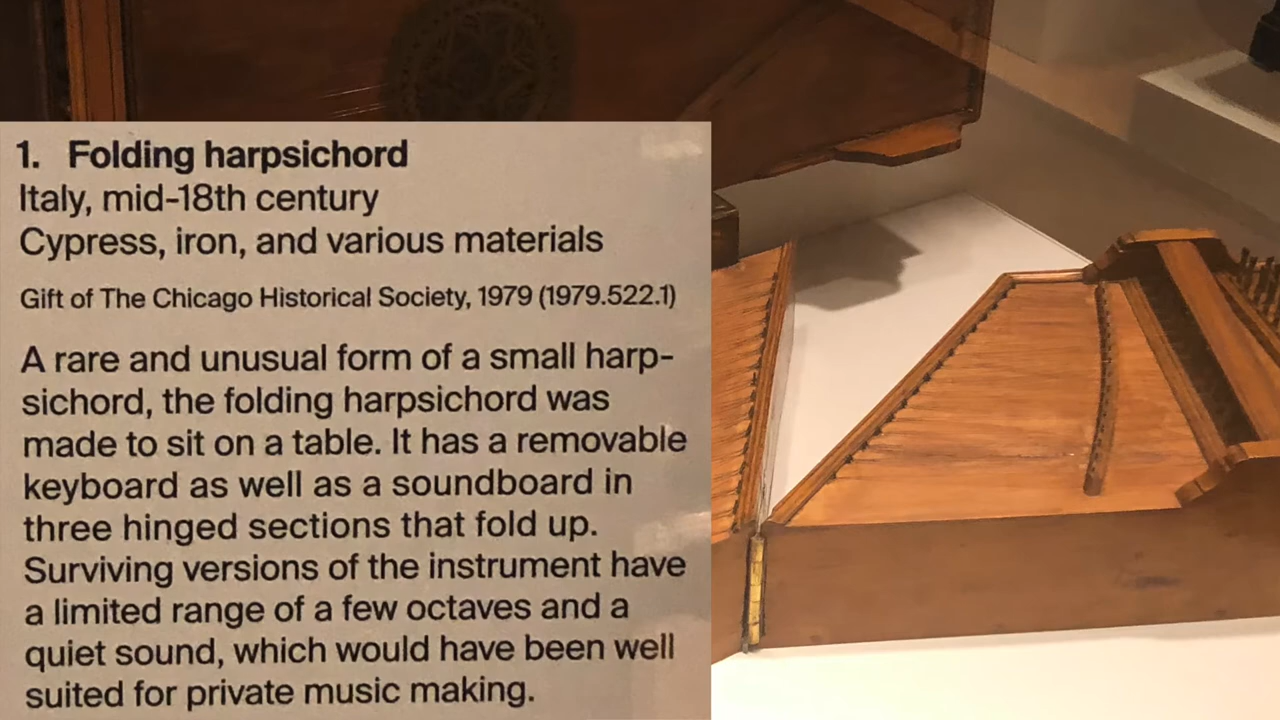 1. Folding harpsichord
Italy, mid-18th century
Cypress, iron, and various materials
Gift of The Chicago Historical Society, 1979 (1979.522.1)
A rare and unusual form of a small harp-
sichord, the folding harpsichord was
made to sit on a table. It has a removable
keyboard as well as a soundboard in
three hinged sections that fold up.
Surviving versions of the instrument have
a limited range of a few octaves and a
quiet sound, which would have been well
suited for private music making.